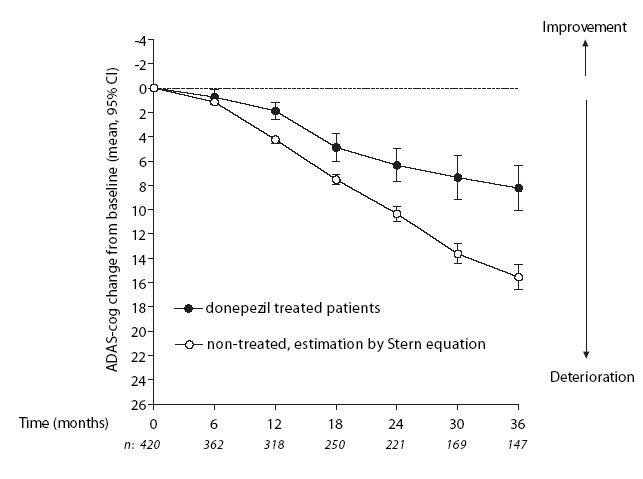 Improvement
-4
-2
0
2
4
6
8
10
12
14
16
18
20
22
24
26
ADAS-cog change from baseline (mean, 95% CI)
donepezil treated patients
non-treated, estimation by Stern equation
Deterioration
Time (months) 0 6 12 18 24 30 36
n: 420 362 318 250 221 169 147